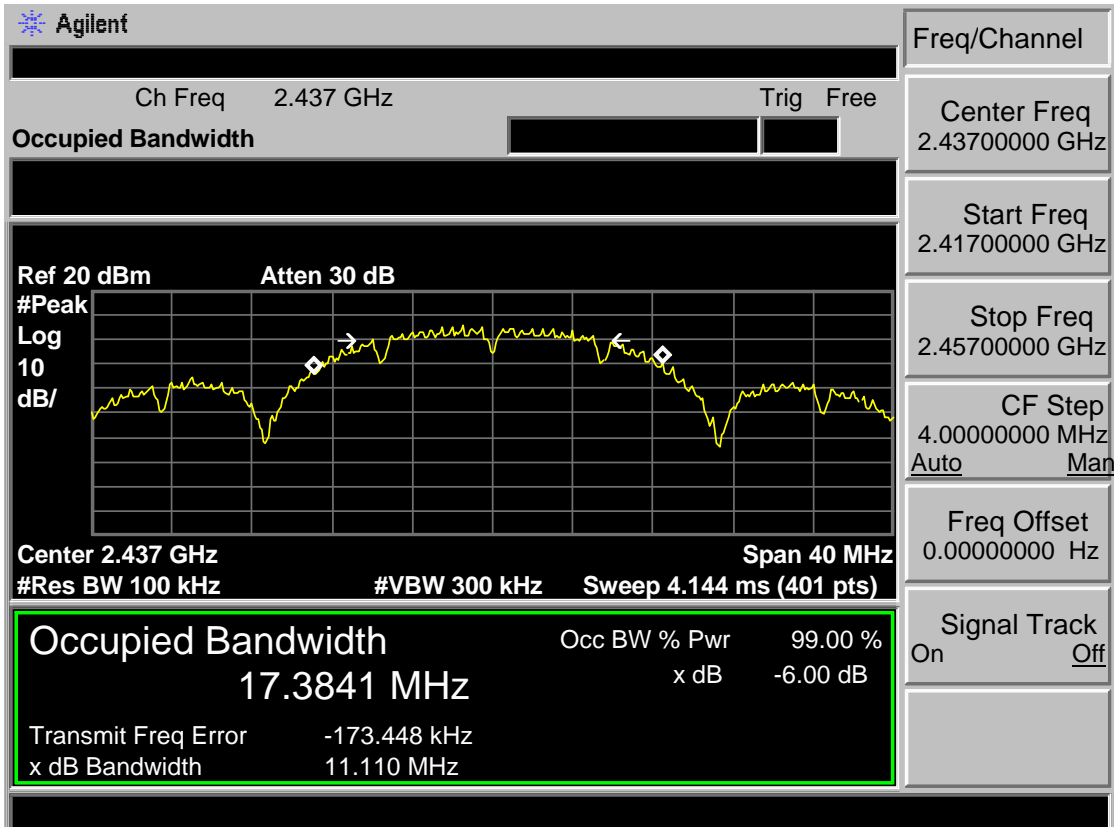 Agilent
Freq/Channel
Ch Freq 2.437 GHz Trig Free
Occupied Bandwidth
Center Freq
2.43700000 GHz
Start Freq
2.41700000 GHz
Stop Freq
2.45700000 GHz
CF Step
4.00000000 MHz
Auto Man
Freq Offset
0.00000000 Hz
Signal Track
On Off
Ref 20 dBm Atten 30 dB
#Peak
Log
10
dB/
Center 2.437 GHz Span 40 MHz
#Res BW 100 kHz #VBW 300 kHz Sweep 4.144 ms (401 pts)
Occupied Bandwidth Occ BW % Pwr 99.00 %
17.3841 MHz x dB -6.00 dB
Transmit Freq Error -173.448 kHz
x dB Bandwidth 11.110 MHz